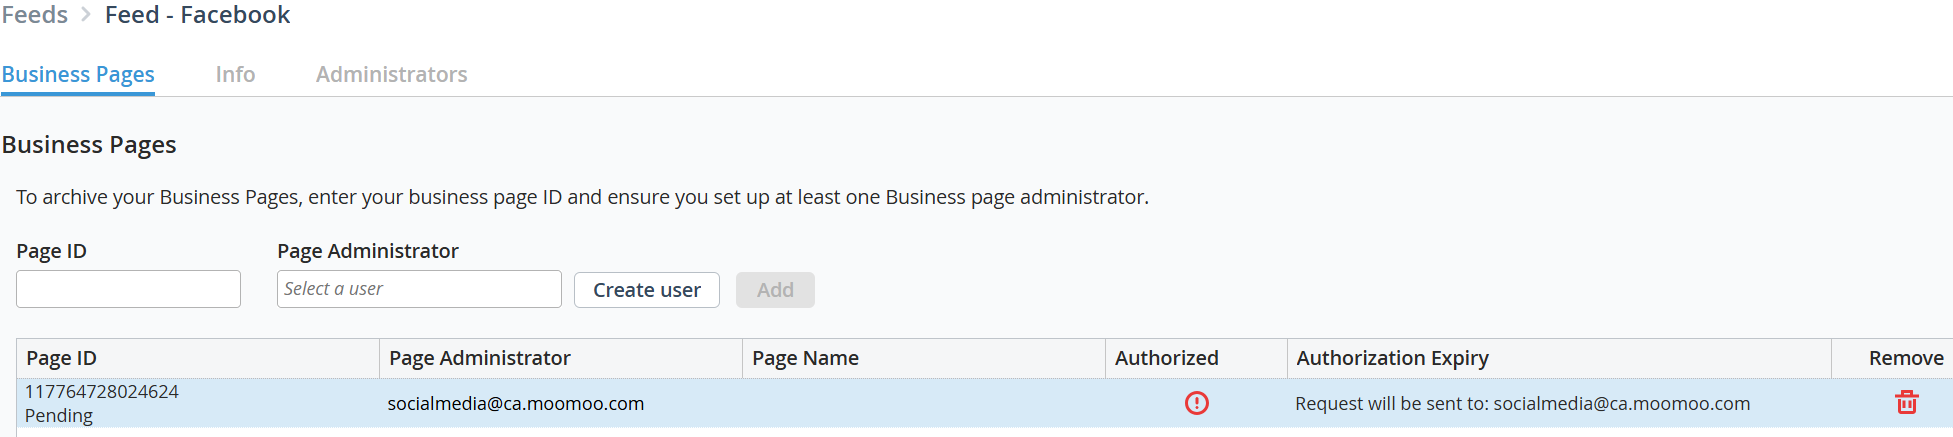 Feeds > Feed - Facebook
Business Pages Info Administrators
Business Pages
To archive your Business Pages, enter your business page ID and ensure you set up at least one Business page administrator.
Page ID Page Administrator
Select a user Create user Add
Page ID Page Administrator Page Name Authorized Authorization Expiry Remove
117764728024624
Pending
socialmedia@ca.moomoo.com Request will be sent to: socialmedia@ca.moomoo.com